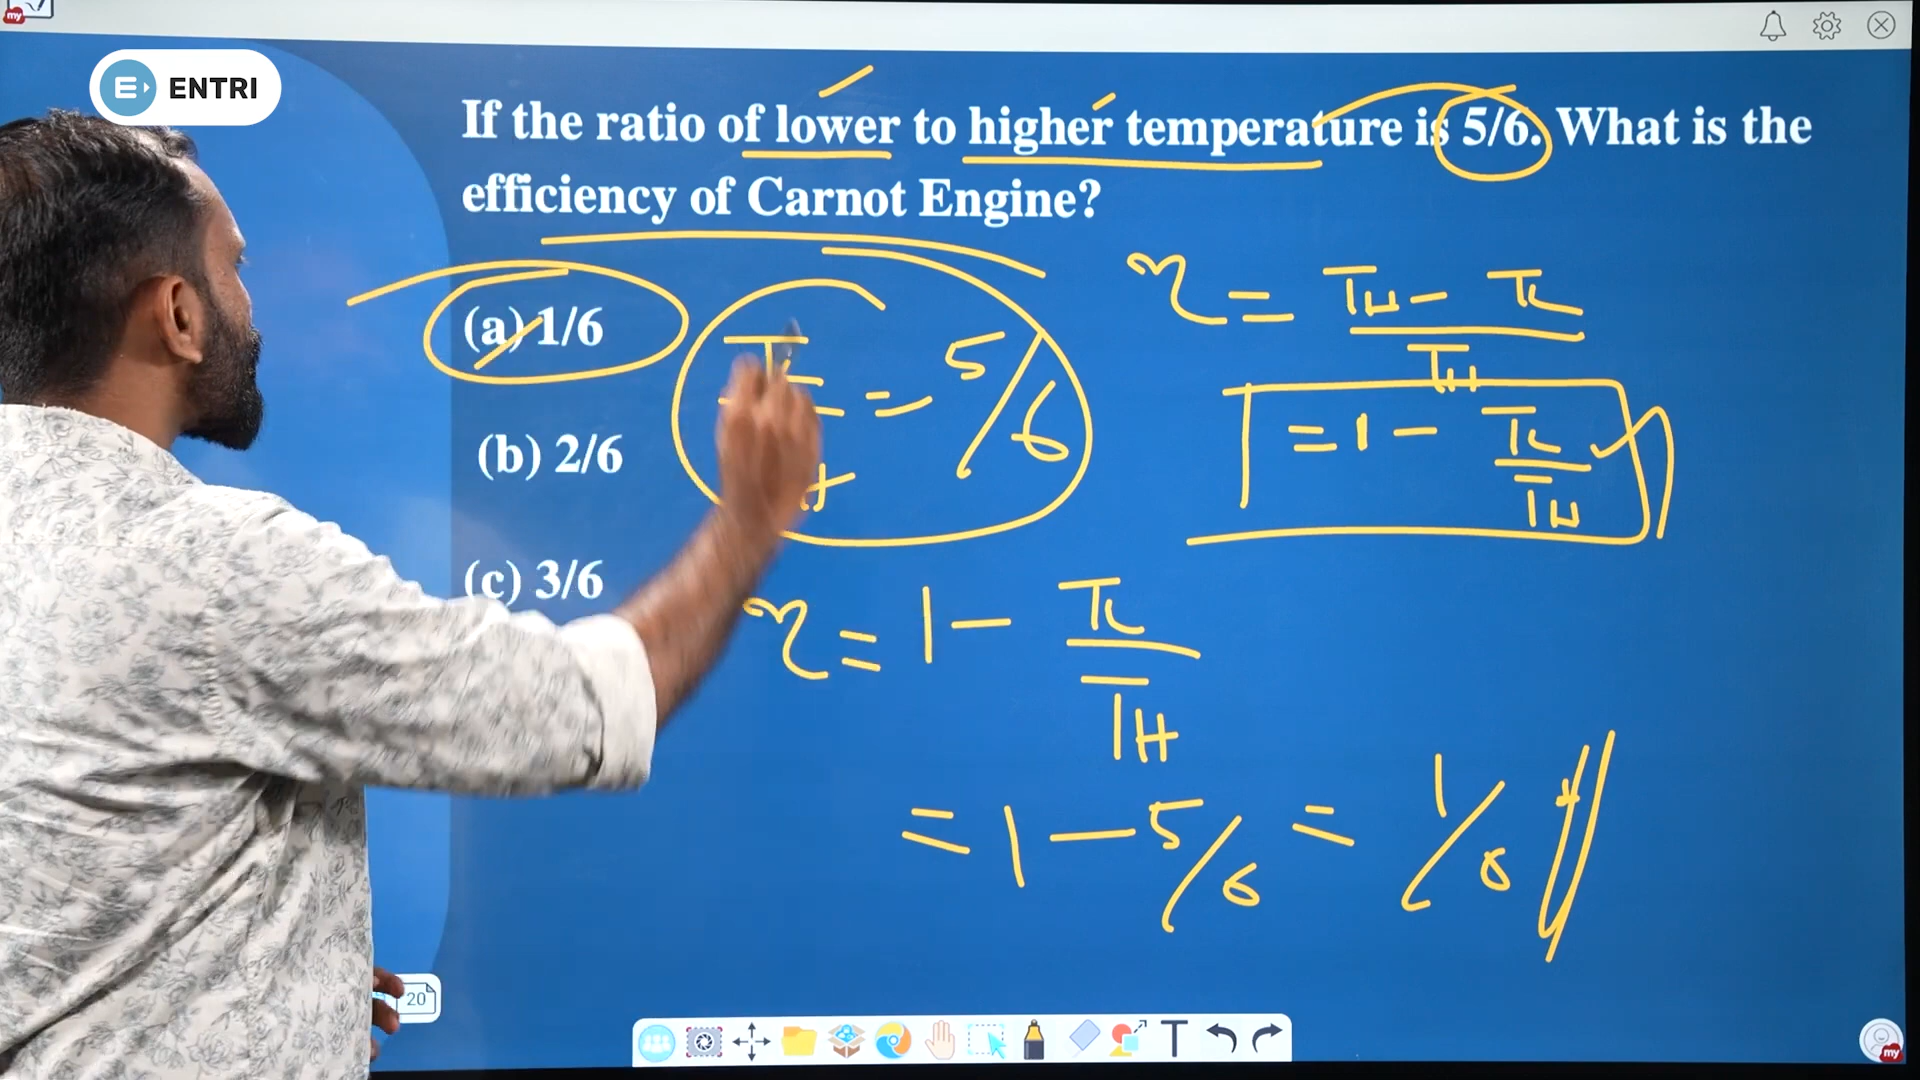 ENTRI
If the ratio of lower to higher temperature is 5/6. What is the
efficiency of Carnot Engine?
(a) 1/6
(b) 2/6
(c) 3/6
= 5/6
η = TH - TL
TH
= 1 - TL
TH
η = 1 - TL
TH
= 1 - 5/6 = 1/6
20
T
my
my